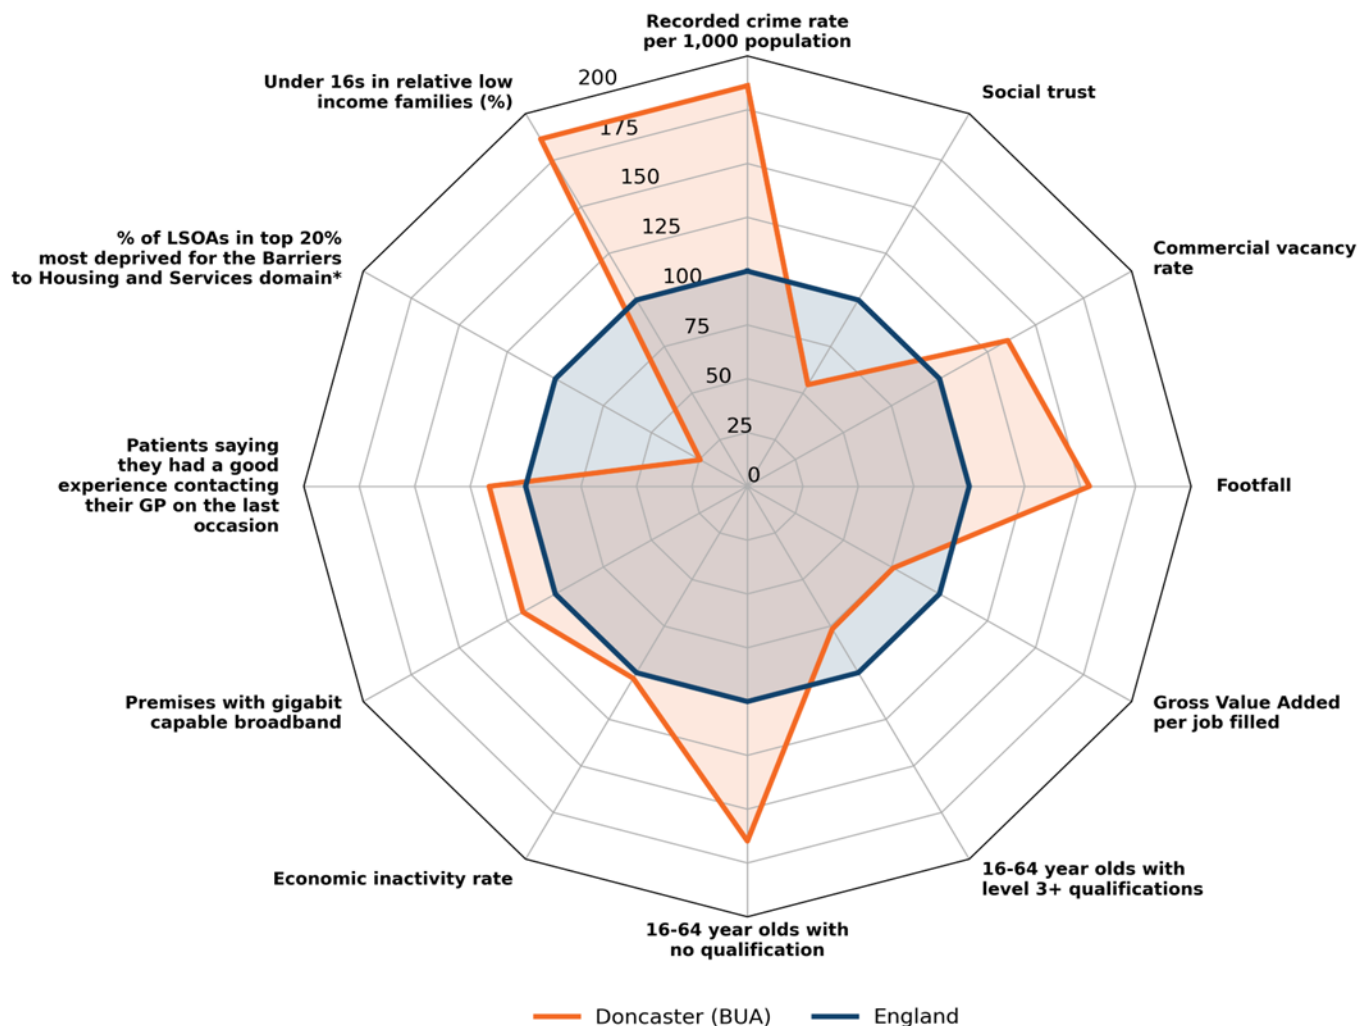 Recorded crime rate
per 1,000 population
Social trust
Commercial vacancy
rate
Footfall
Gross Value Added
per job filled
16-64 year olds with
level 3+ qualifications
16-64 year olds with
no qualification
Economic inactivity rate
Premises with gigabit
capable broadband
Patients saying
they had a good
experience contacting
their GP on the last
occasion
% of LSOAs in top 20%
most deprived for the Barriers
to Housing and Services domain*
Under 16s in relative low
income families (%)
200
175
150
125
100
75
50
25
0
Doncaster (BUA)
England